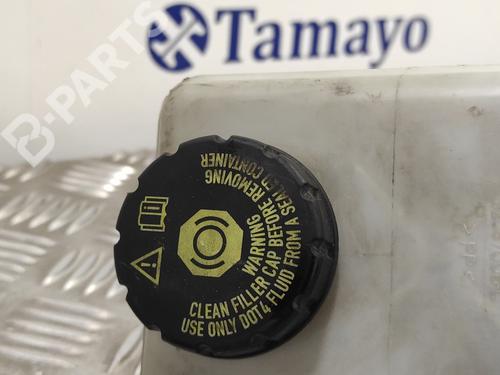 Tamayo
B-PARTS
WARNING
CLEAN FILLER CAP BEFORE REMOVING
USE ONLY DOT4 FLUID FROM A SEALED CONTAINER